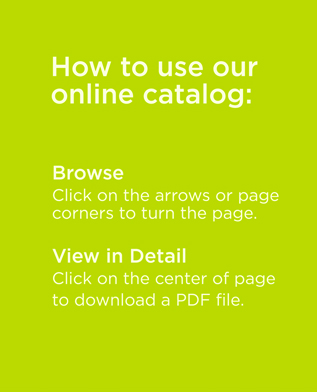 How to use our
online catalog:
Browse
Click on the arrows or page
corners to turn the page.
View in Detail
Click on the center of page
to download a PDF file.